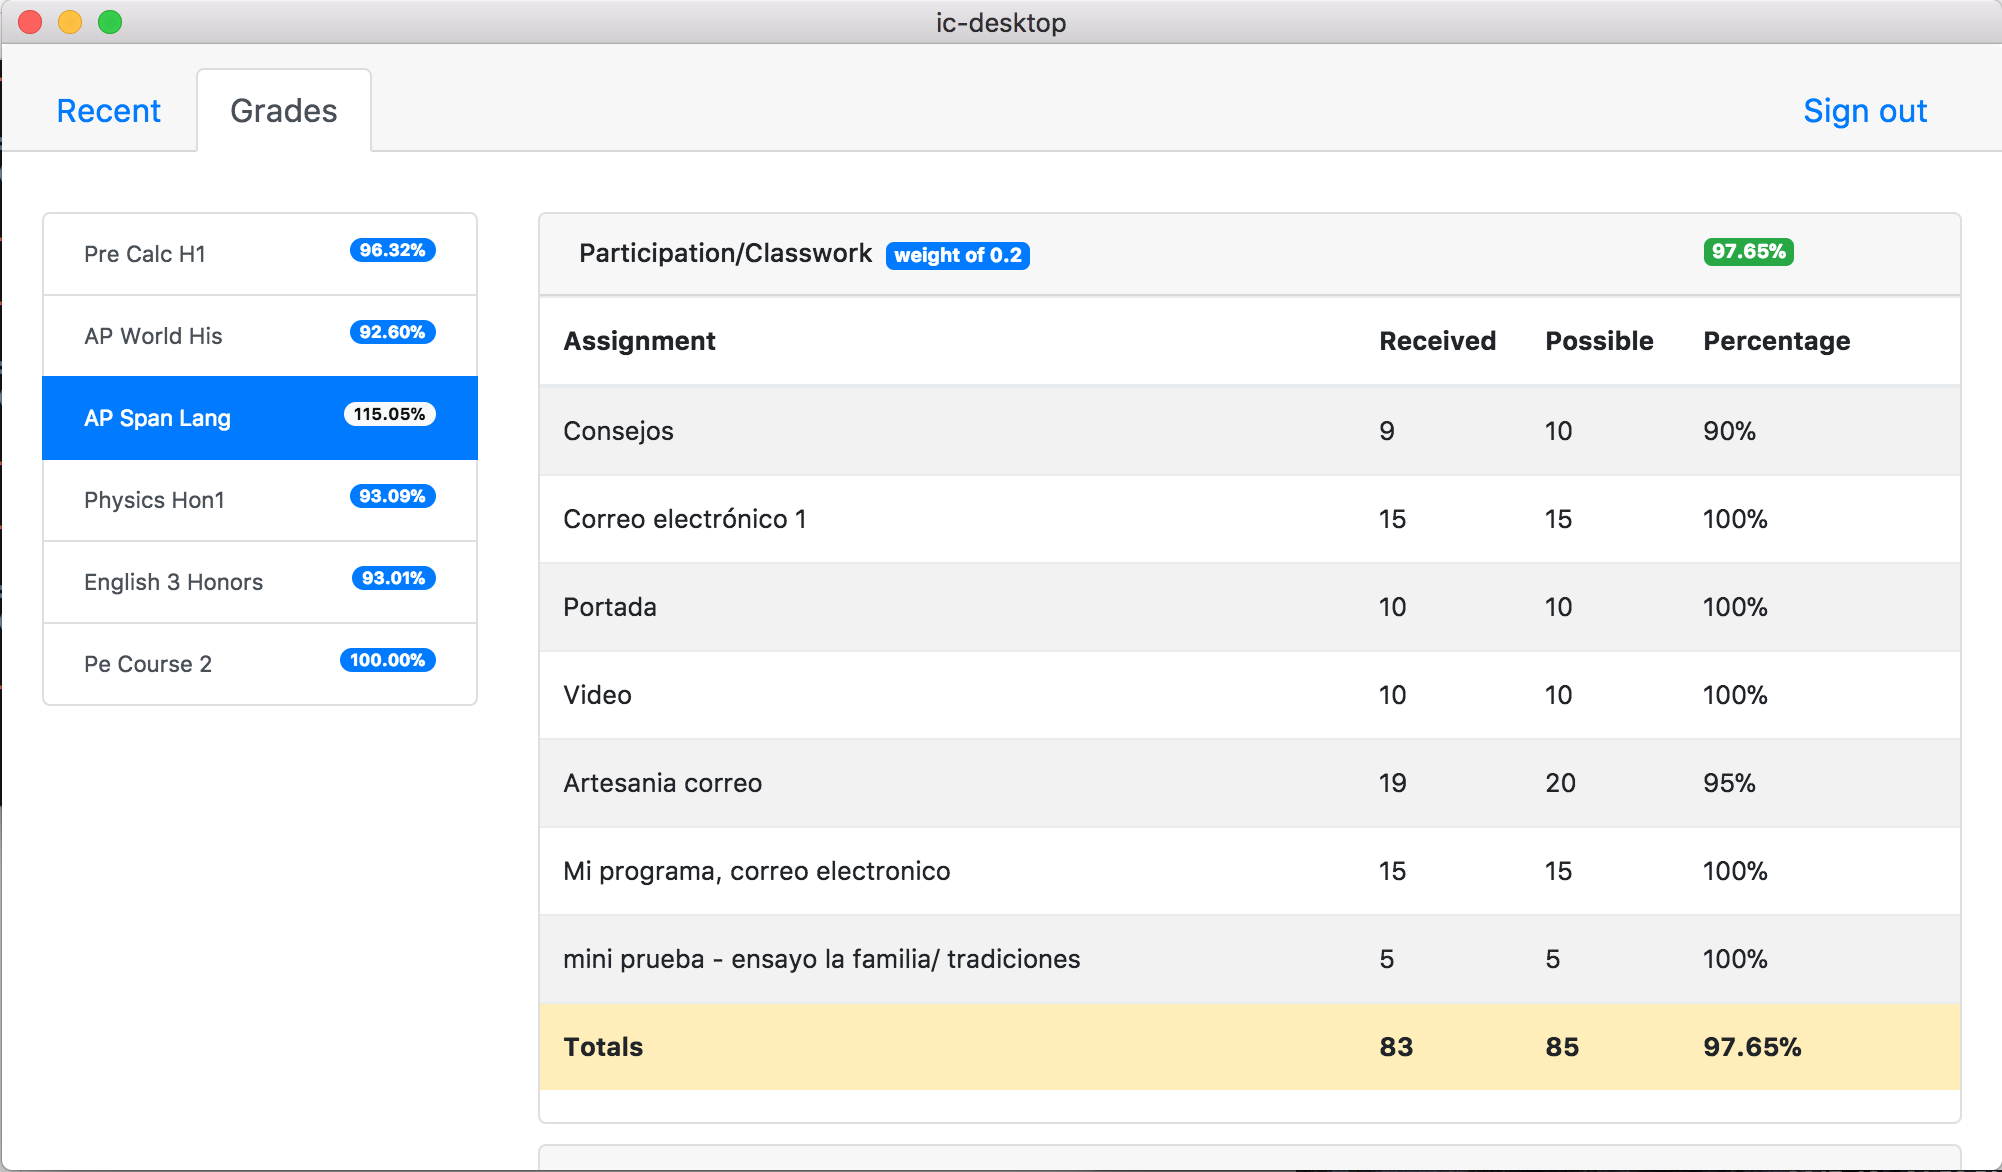 ic-desktop
Recent Grades Sign out
Pre Calc H1 96.32%
AP World His 92.60%
AP Span Lang 115.05%
Physics Hon1 93.09%
English 3 Honors 93.01%
Pe Course 2 100.00%
Participation/Classwork weight of 0.2 97.65%
Assignment Received Possible Percentage
Consejos 9 10 90%
Correo electrónico 1 15 15 100%
Portada 10 10 100%
Video 10 10 100%
Artesania correo 19 20 95%
Mi programa, correo electronico 15 15 100%
mini prueba - ensayo la familia/ tradiciones 5 5 100%
Totals 83 85 97.65%